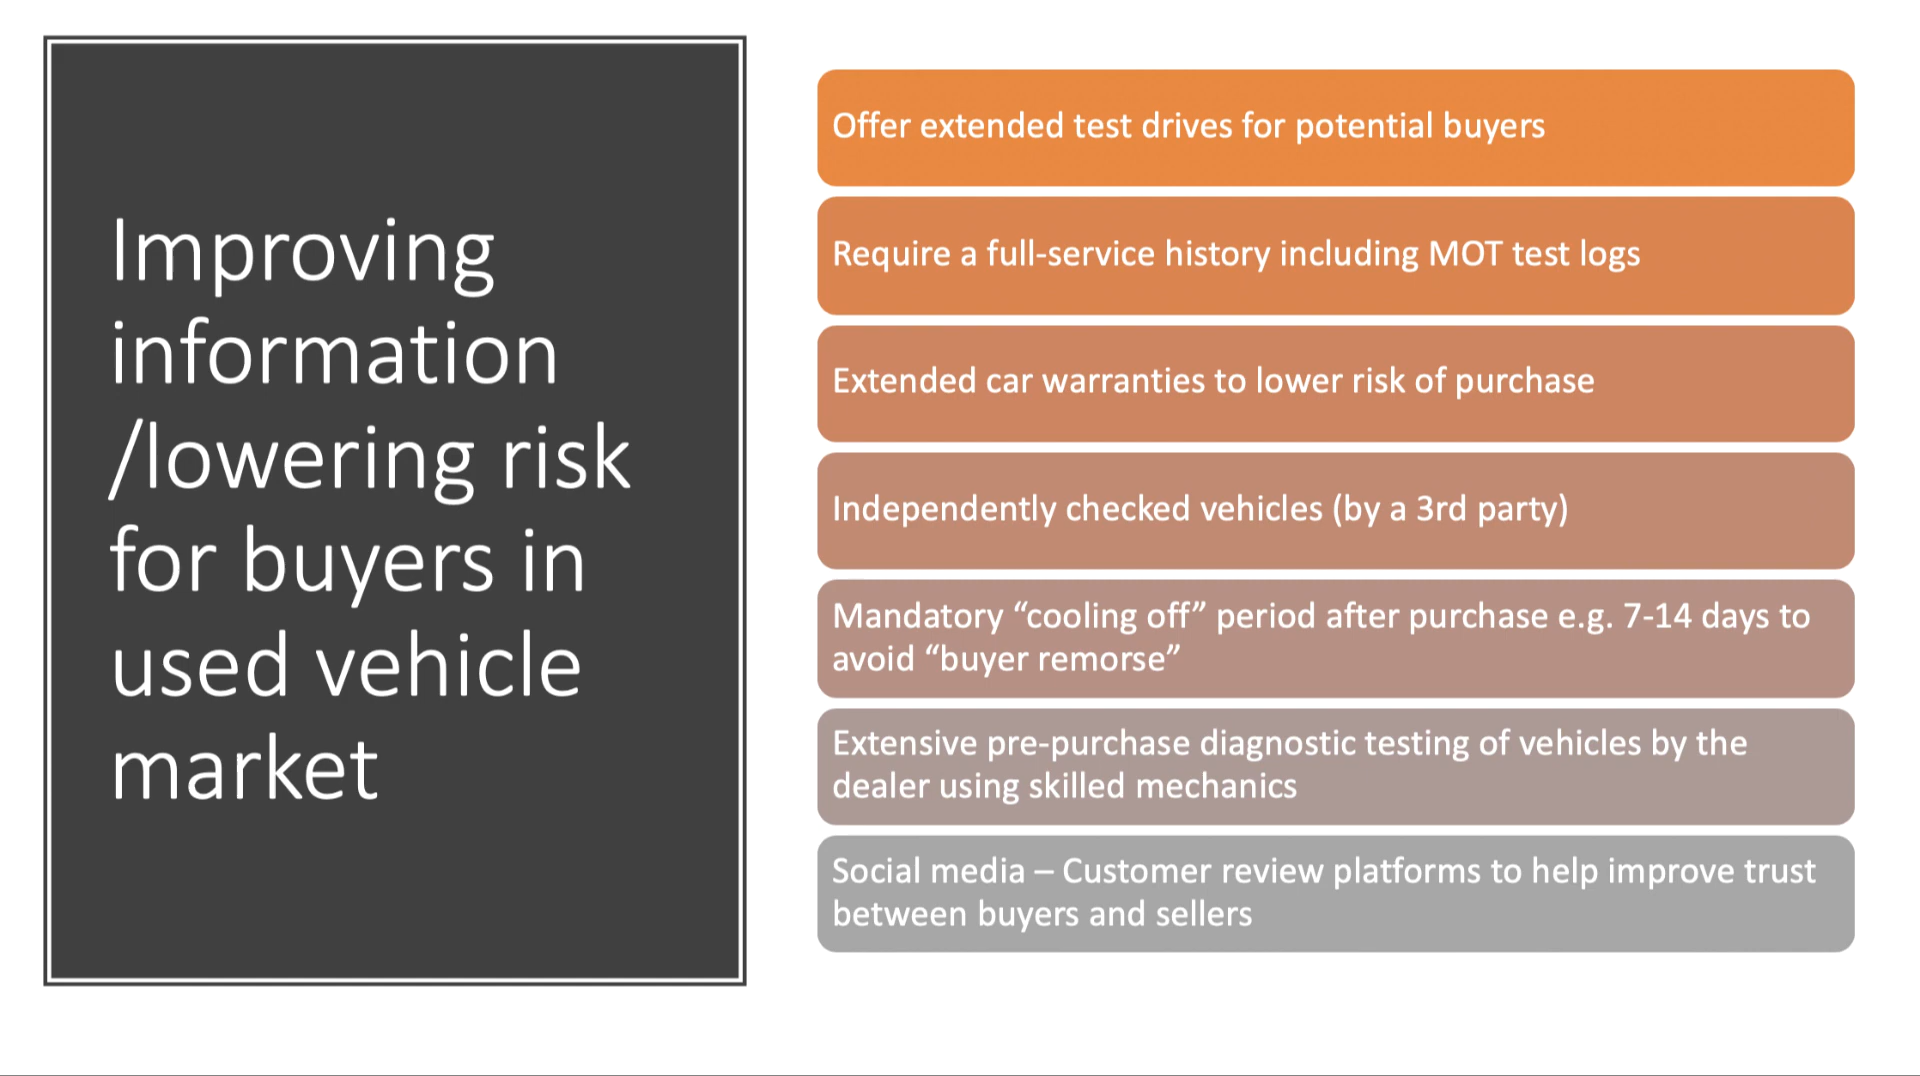 Improving
information
/lowering risk
for buyers in
used vehicle
market
Offer extended test drives for potential buyers
Require a full-service history including MOT test logs
Extended car warranties to lower risk of purchase
Independently checked vehicles (by a 3rd party)
Mandatory “cooling off” period after purchase e.g. 7-14 days to
avoid “buyer remorse”
Extensive pre-purchase diagnostic testing of vehicles by the
dealer using skilled mechanics
Social media – Customer review platforms to help improve trust
between buyers and sellers